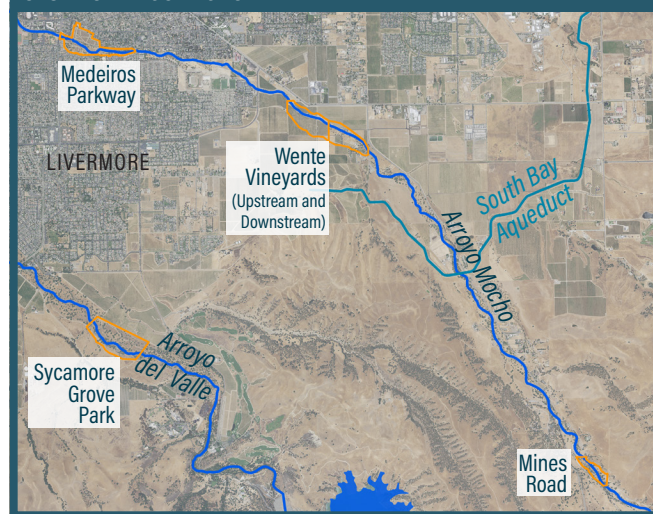 Medeiros
Parkway
LIVERMORE
Wente
Vineyards
(Upstream and
Downstream)
South Bay
Aqueduct
Arroyo Mocho
Arroyo
del Valle
Sycamore
Grove
Park
Mines
Road